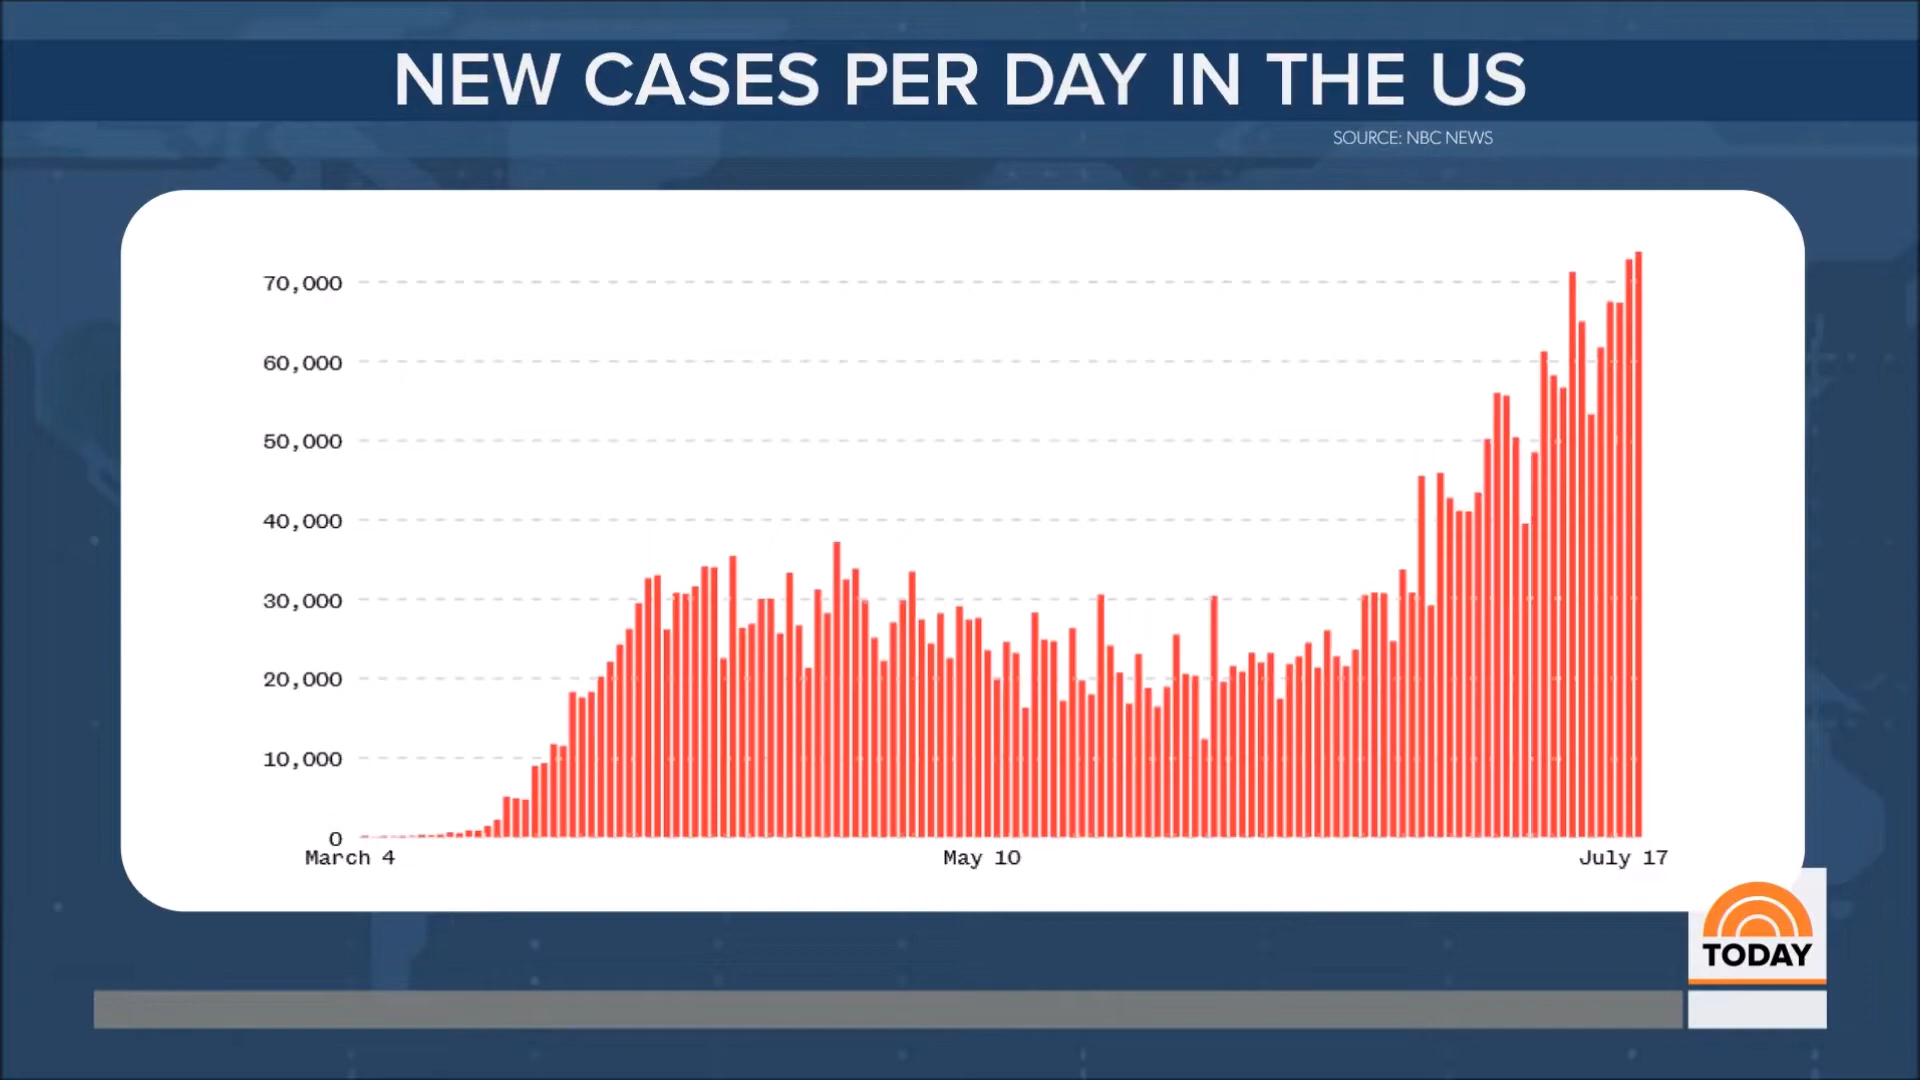 NEW CASES PER DAY IN THE US
SOURCE: NBC NEWS
70,000
60,000
50,000
40,000
30,000
20,000
10,000
0
March 4 May 10 July 17
TODAY